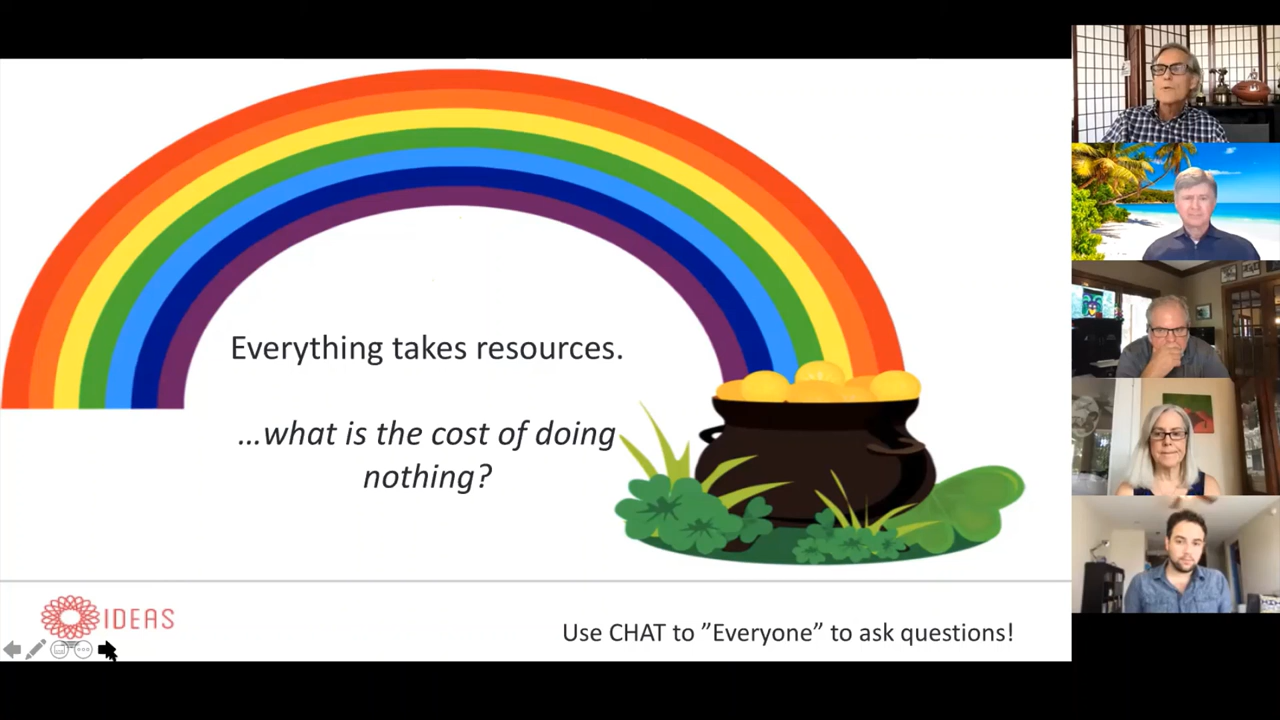 Everything takes resources.
...what is the cost of doing
nothing?
IDEAS
Use CHAT to ”Everyone” to ask questions!